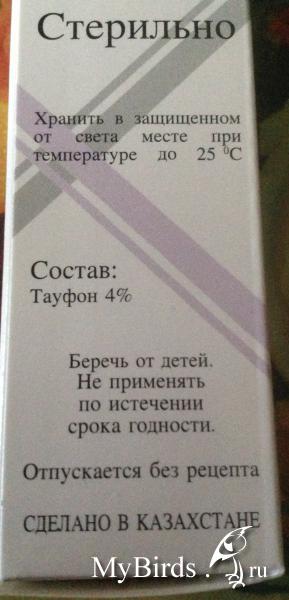 Стерильно
Хранить в защищенном
от света месте при
температуре до 25 ⁰C
Состав:
Тауфон 4%
Беречь от детей.
Не применять
по истечении
срока годности.
Отпускается без рецепта
СДЕЛАНО В КАЗАХСТАНЕ
MyBirds.ru